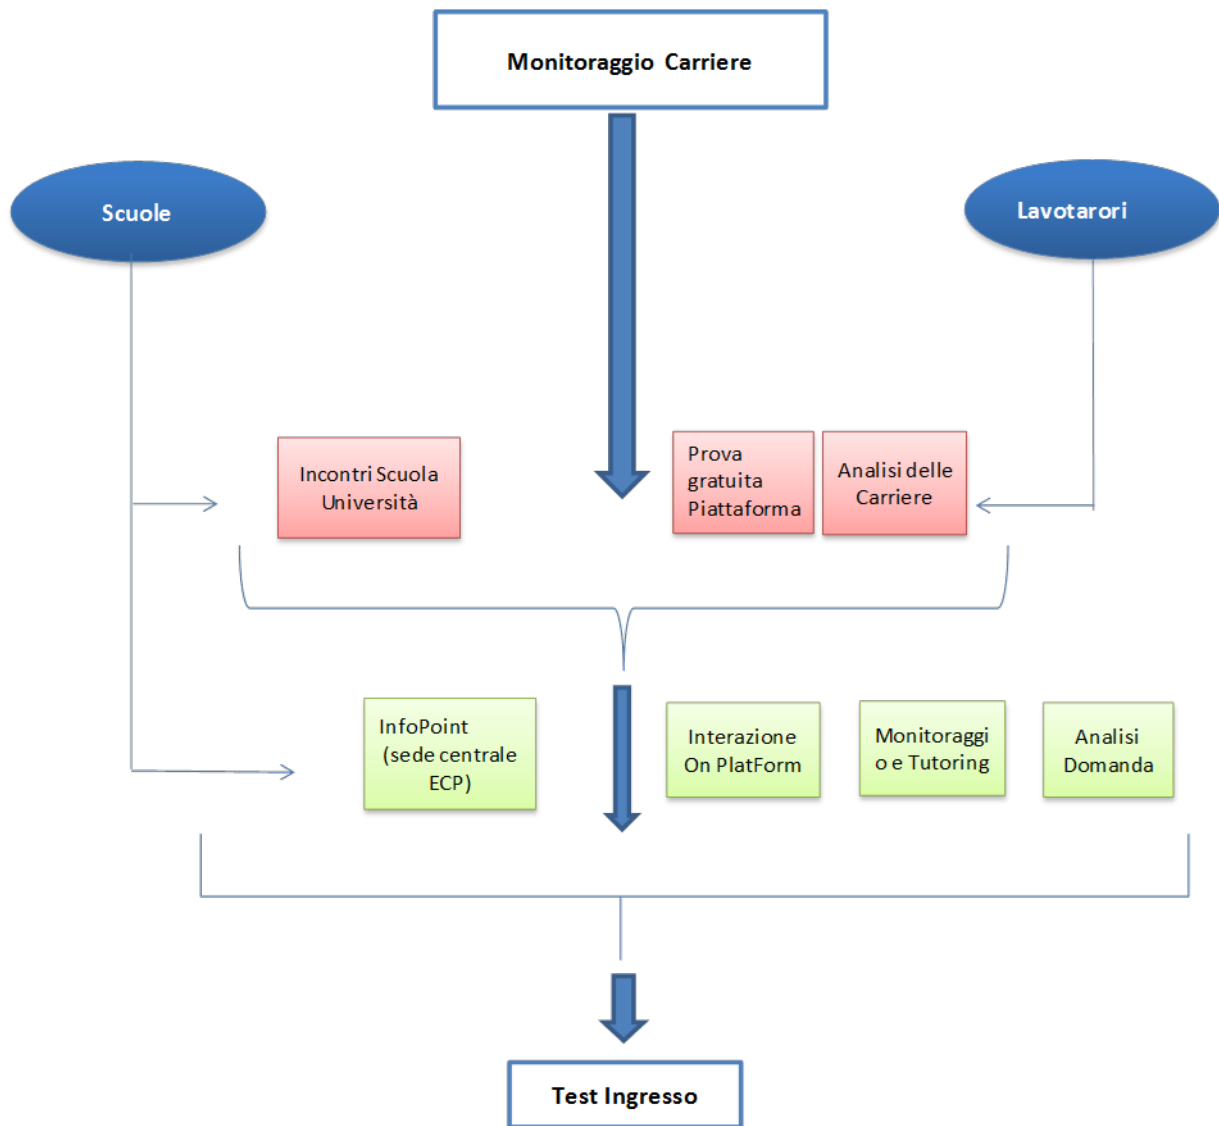 Monitoraggio Carriere
Scuole
Lavotarori
Incontri Scuola
Università
Prova
gratuita
Piattaforma
Analisi delle
Carriere
InfoPoint
(sede centrale
ECP)
Interazione
On PlatForm
Monitoraggi
o e Tutoring
Analisi
Domanda
Test Ingresso